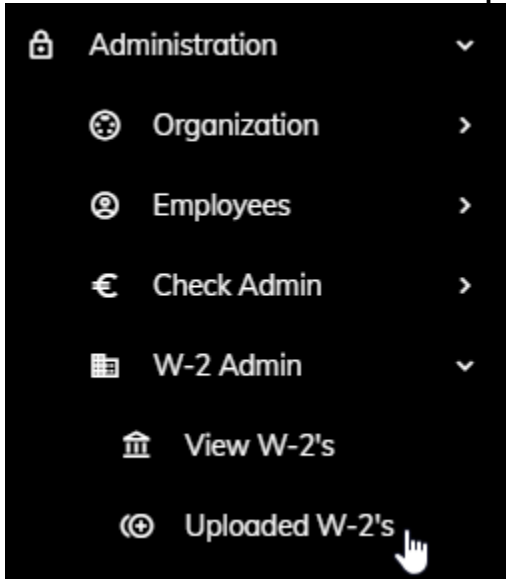 Administration
Organization
Employees
Check Admin
W-2 Admin
View W-2's
Uploaded W-2's